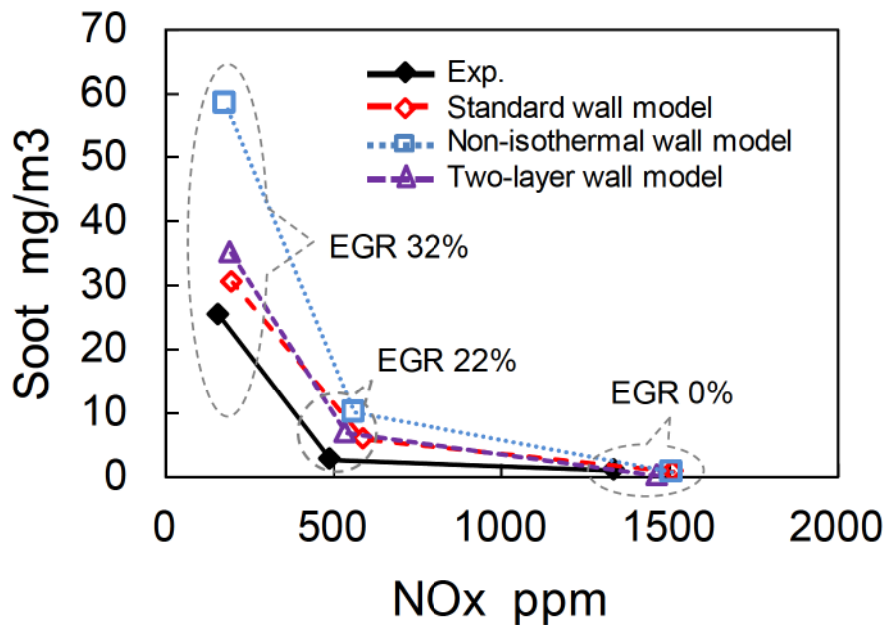 70
60
50
40
30
20
10
0
Soot mg/m3
Exp.
Standard wall model
Non-isothermal wall model
Two-layer wall model
EGR 32%
EGR 22%
EGR 0%
0 500 1000 1500 2000
NOx ppm